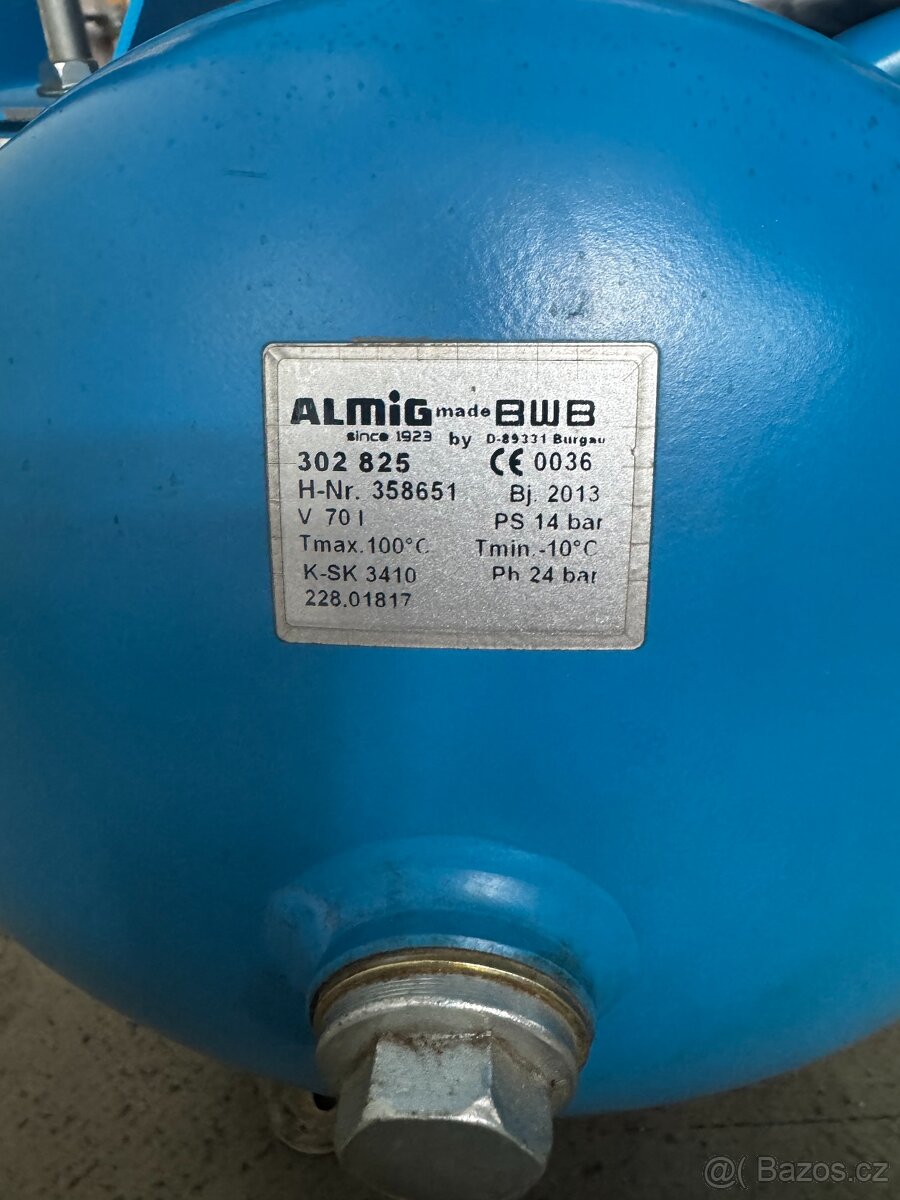 ALMiG made BWB
since 1923 by D-89331 Burgau
302 825 CE 0036
H-Nr. 358651 Bj. 2013
V 70 l PS 14 bar
Tmax.100°C Tmin.-10°C
K-SK 3410 Ph 24 bar
228.01817
@( Bazos.cz